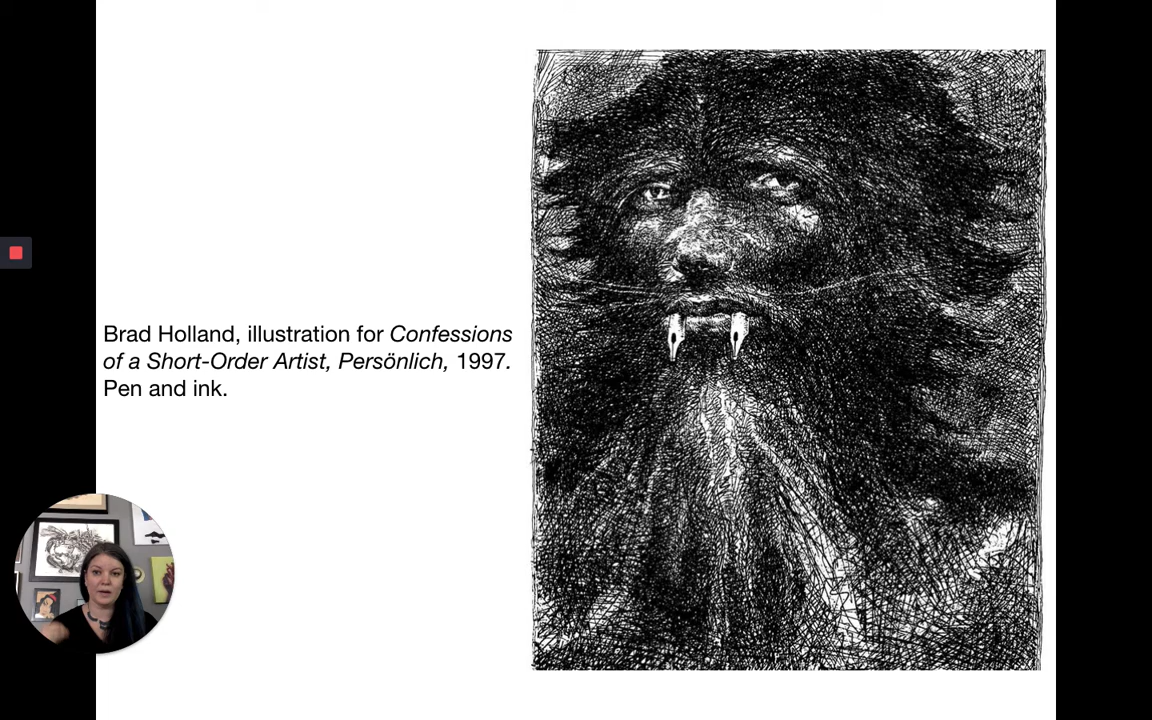 Brad Holland, illustration for Confessions
of a Short-Order Artist, Persönlich, 1997.
Pen and ink.